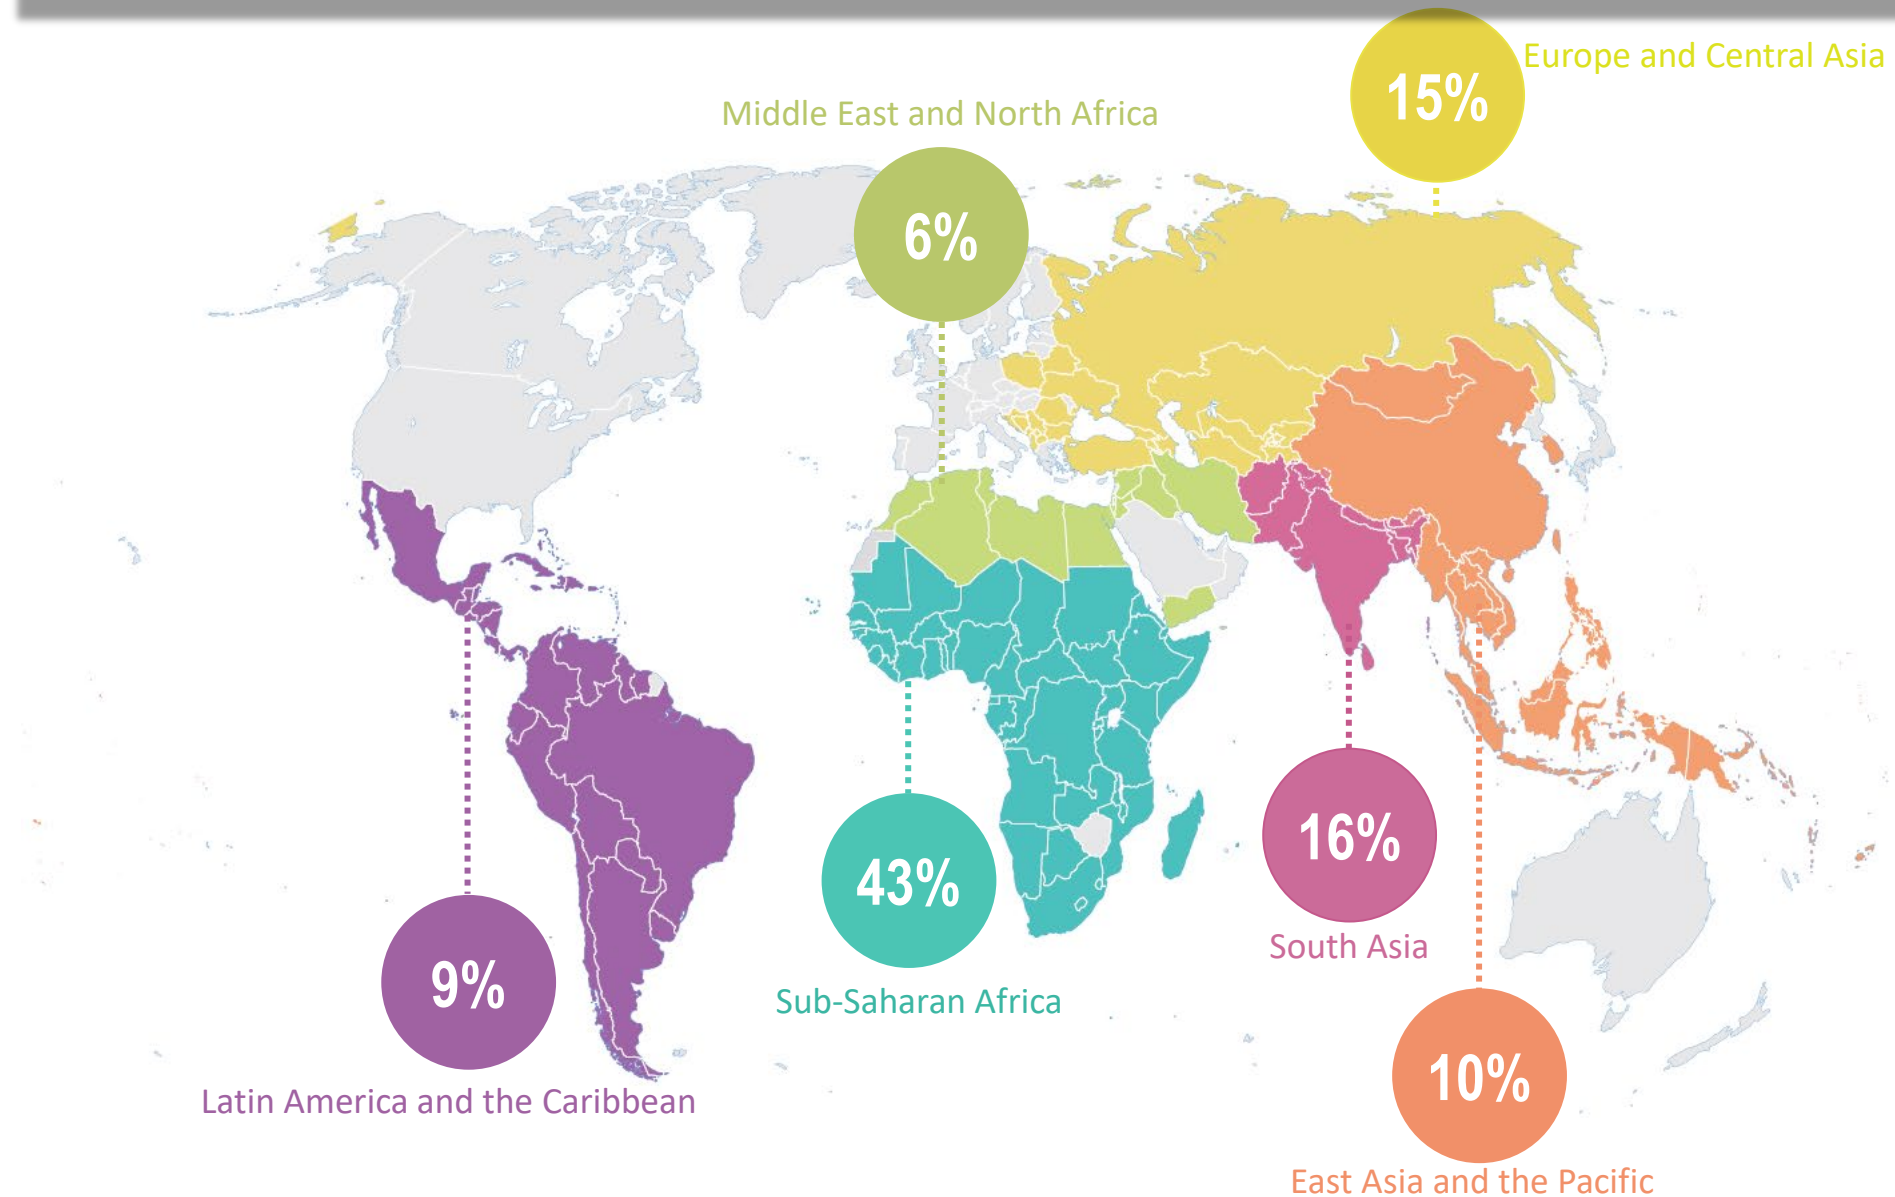 Europe and Central Asia
15%
Middle East and North Africa
6%
16%
South Asia
43%
Sub-Saharan Africa
9%
Latin America and the Caribbean
10%
East Asia and the Pacific